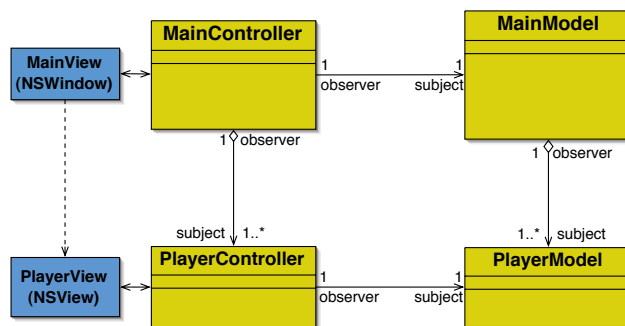 MainController
MainModel
MainView
(NSWindow)
1
1
observer
subject
1
observer
1
observer
subject
1..*
1..*
subject
PlayerController
PlayerModel
PlayerView
(NSView)
1
1
observer
subject